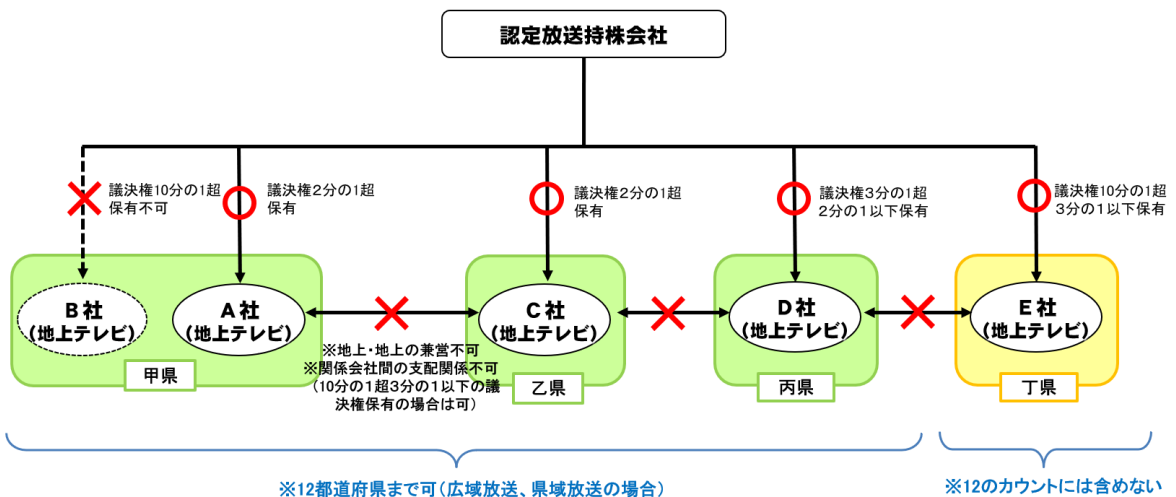 認定放送持株会社
議決権10分の1超
保有不可
議決権2分の1超
保有
議決権2分の1超
保有
議決権3分の1超
2分の1以下保有
議決権10分の1超
3分の1以下保有
B社
(地上テレビ)
A社
(地上テレビ)
C社
(地上テレビ)
D社
(地上テレビ)
E社
(地上テレビ)
※地上・地上の兼営不可
※関係会社間の支配関係不可
(10分の1超3分の1以下の議
決権保有の場合は可)
甲県
乙県
丙県
丁県
※12都道府県まで可(広域放送、県域放送の場合)
※12のカウントには含めない